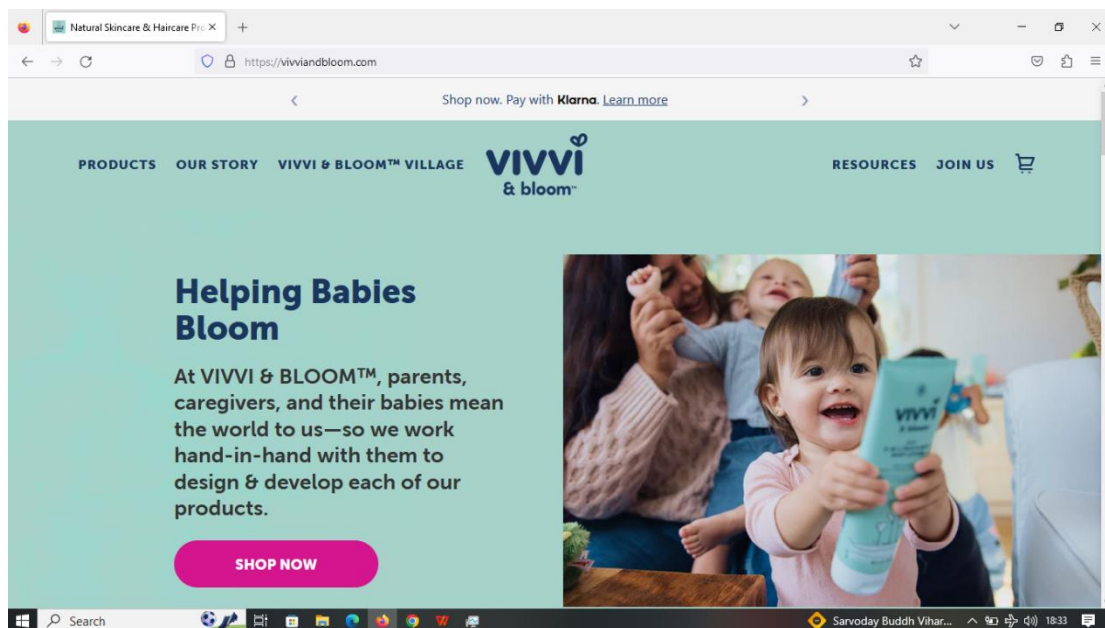 Natural Skincare & Haircare Pro
https://vivviandbloom.com
Shop now. Pay with Klarna. Learn more
PRODUCTS OUR STORY VIVVI & BLOOM™ VILLAGE
VIVVI
& bloom™
RESOURCES JOIN US
Helping Babies
Bloom
At VIVVI & BLOOM™, parents,
caregivers, and their babies mean
the world to us—so we work
hand-in-hand with them to
design & develop each of our
products.
SHOP NOW
VIVVI
& bloom
Search
Sarvoday Buddh Vihar...
18:33